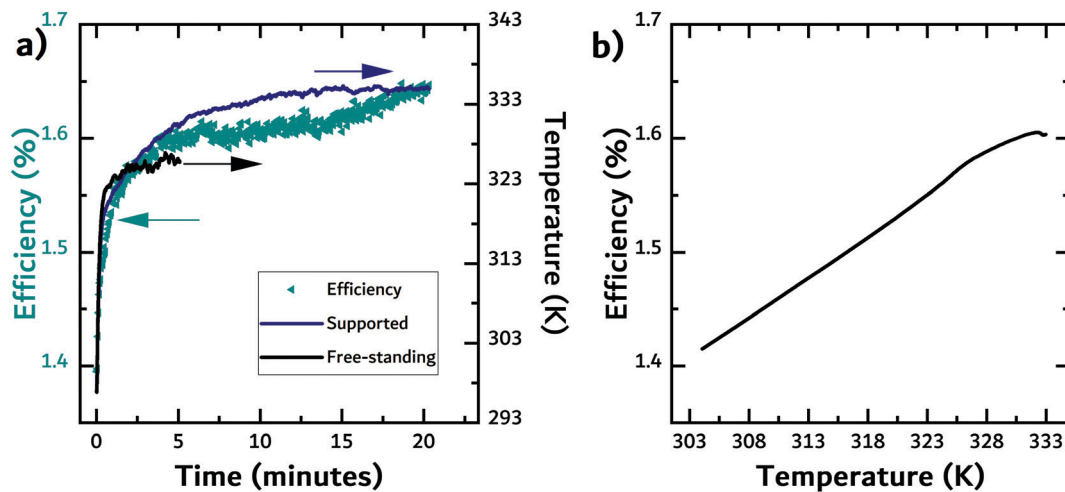 a)
1.7
1.6
1.5
1.4
Efficiency (%)
343
333
323
313
303
293
Temperature (K)
Efficiency
Supported
Free-standing
0 5 10 15 20
Time (minutes)
b)
1.7
1.6
1.5
1.4
Efficiency (%)
303 308 313 318 323 328 333
Temperature (K)